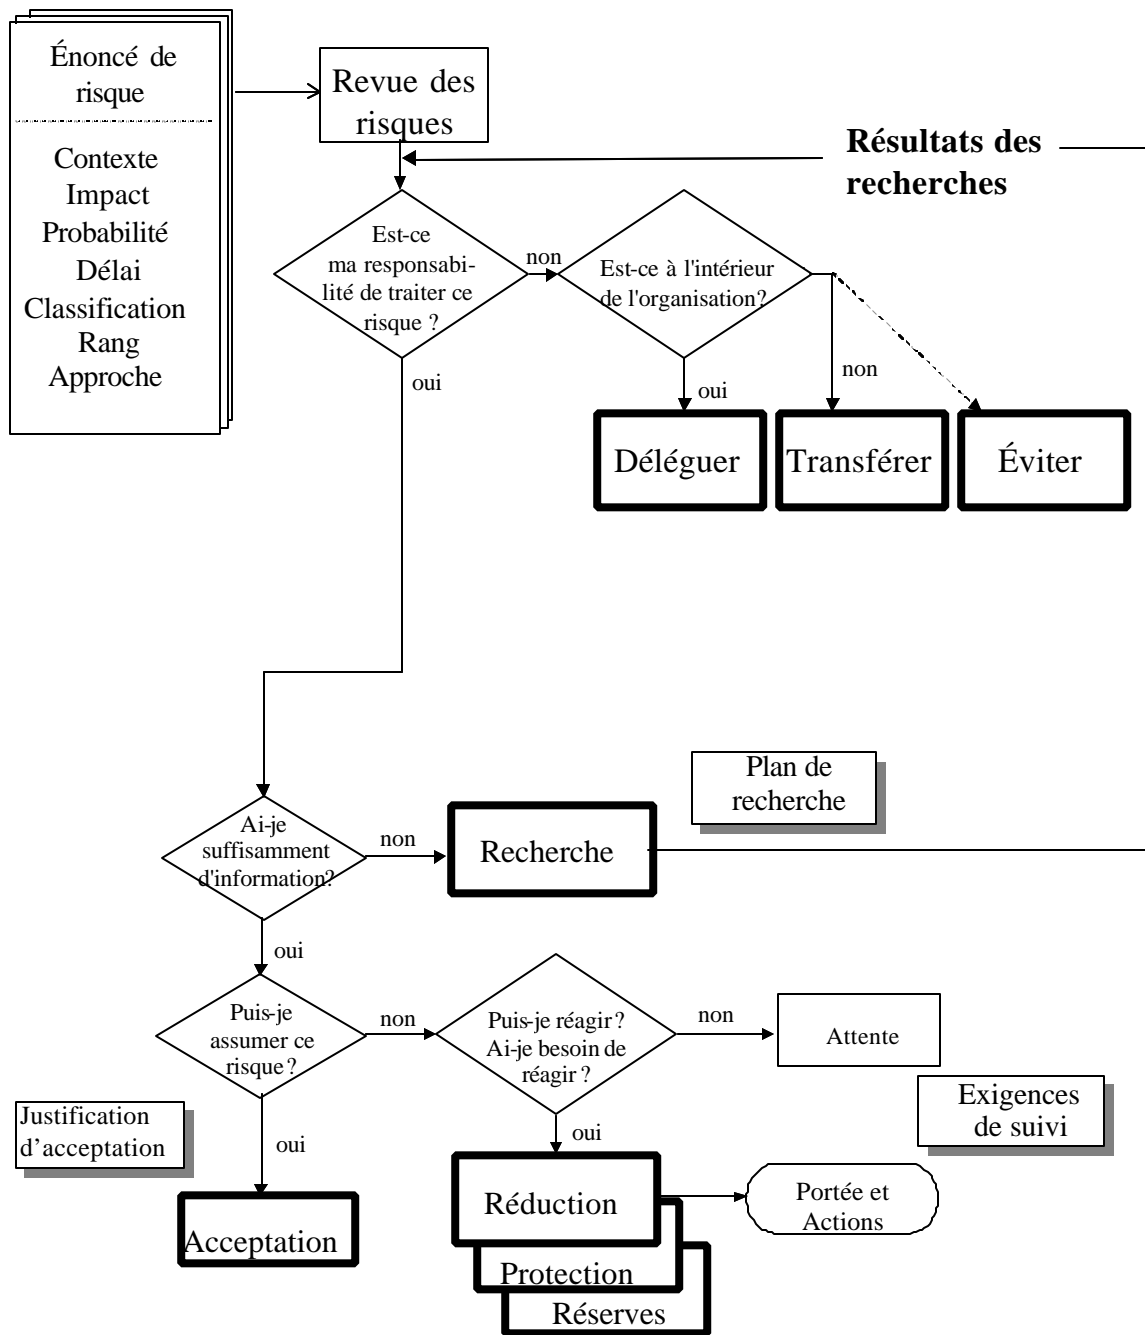 Énoncé de
risque
Contexte
Impact
Probabilité
Délai
Classification
Rang
Approche
Revue des
risques
Résultats des
recherches
Est-ce
ma responsabi-
lité de traiter ce
risque ?
non
Est-ce à l'intérieur
de l'organisation?
oui
oui
non
Déléguer
Transférer
Éviter
Plan de
recherche
Ai-je
suffisamment
d'information?
non
Recherche
oui
Puis-je
assumer ce
risque ?
non
Puis-je réagir ?
Ai-je besoin de
réagir ?
non
Attente
Exigences
de suivi
Justification
d’acceptation
oui
oui
Acceptation
Réduction
Protection
Réserves
Portée et
Actions